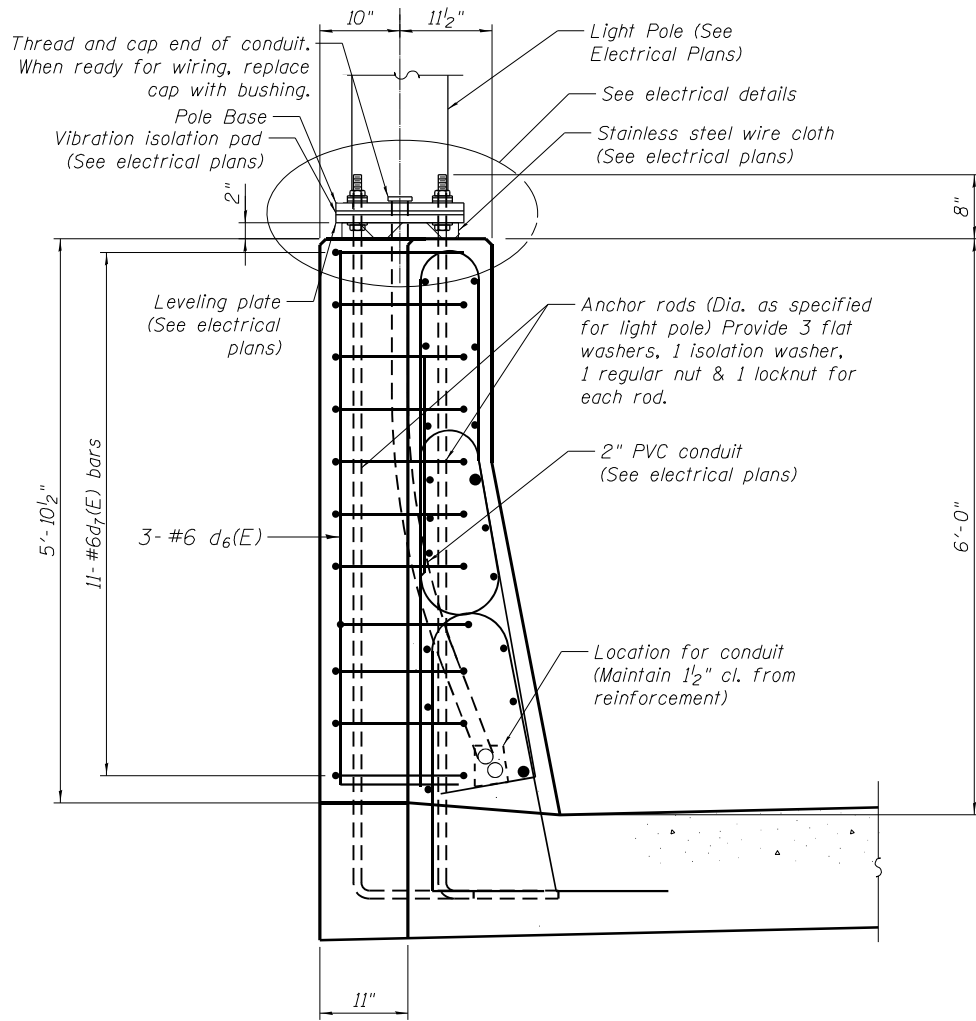 10"
11½"
Thread and cap end of conduit.
When ready for wiring, replace
cap with bushing.
Pole Base
Vibration isolation pad
(See electrical plans)
2"
Light Pole (See
Electrical Plans)
See electrical details
Stainless steel wire cloth
(See electrical plans)
8"
Leveling plate
(See electrical
plans)
Anchor rods (Dia. as specified
for light pole) Provide 3 flat
washers, 1 isolation washer,
1 regular nut & 1 locknut for
each rod.
2" PVC conduit
(See electrical plans)
5'-10½"
11- #6d₇(E) bars
3- #6 d₆(E)
6'-0"
Location for conduit
(Maintain 1½" cl. from
reinforcement)
11"